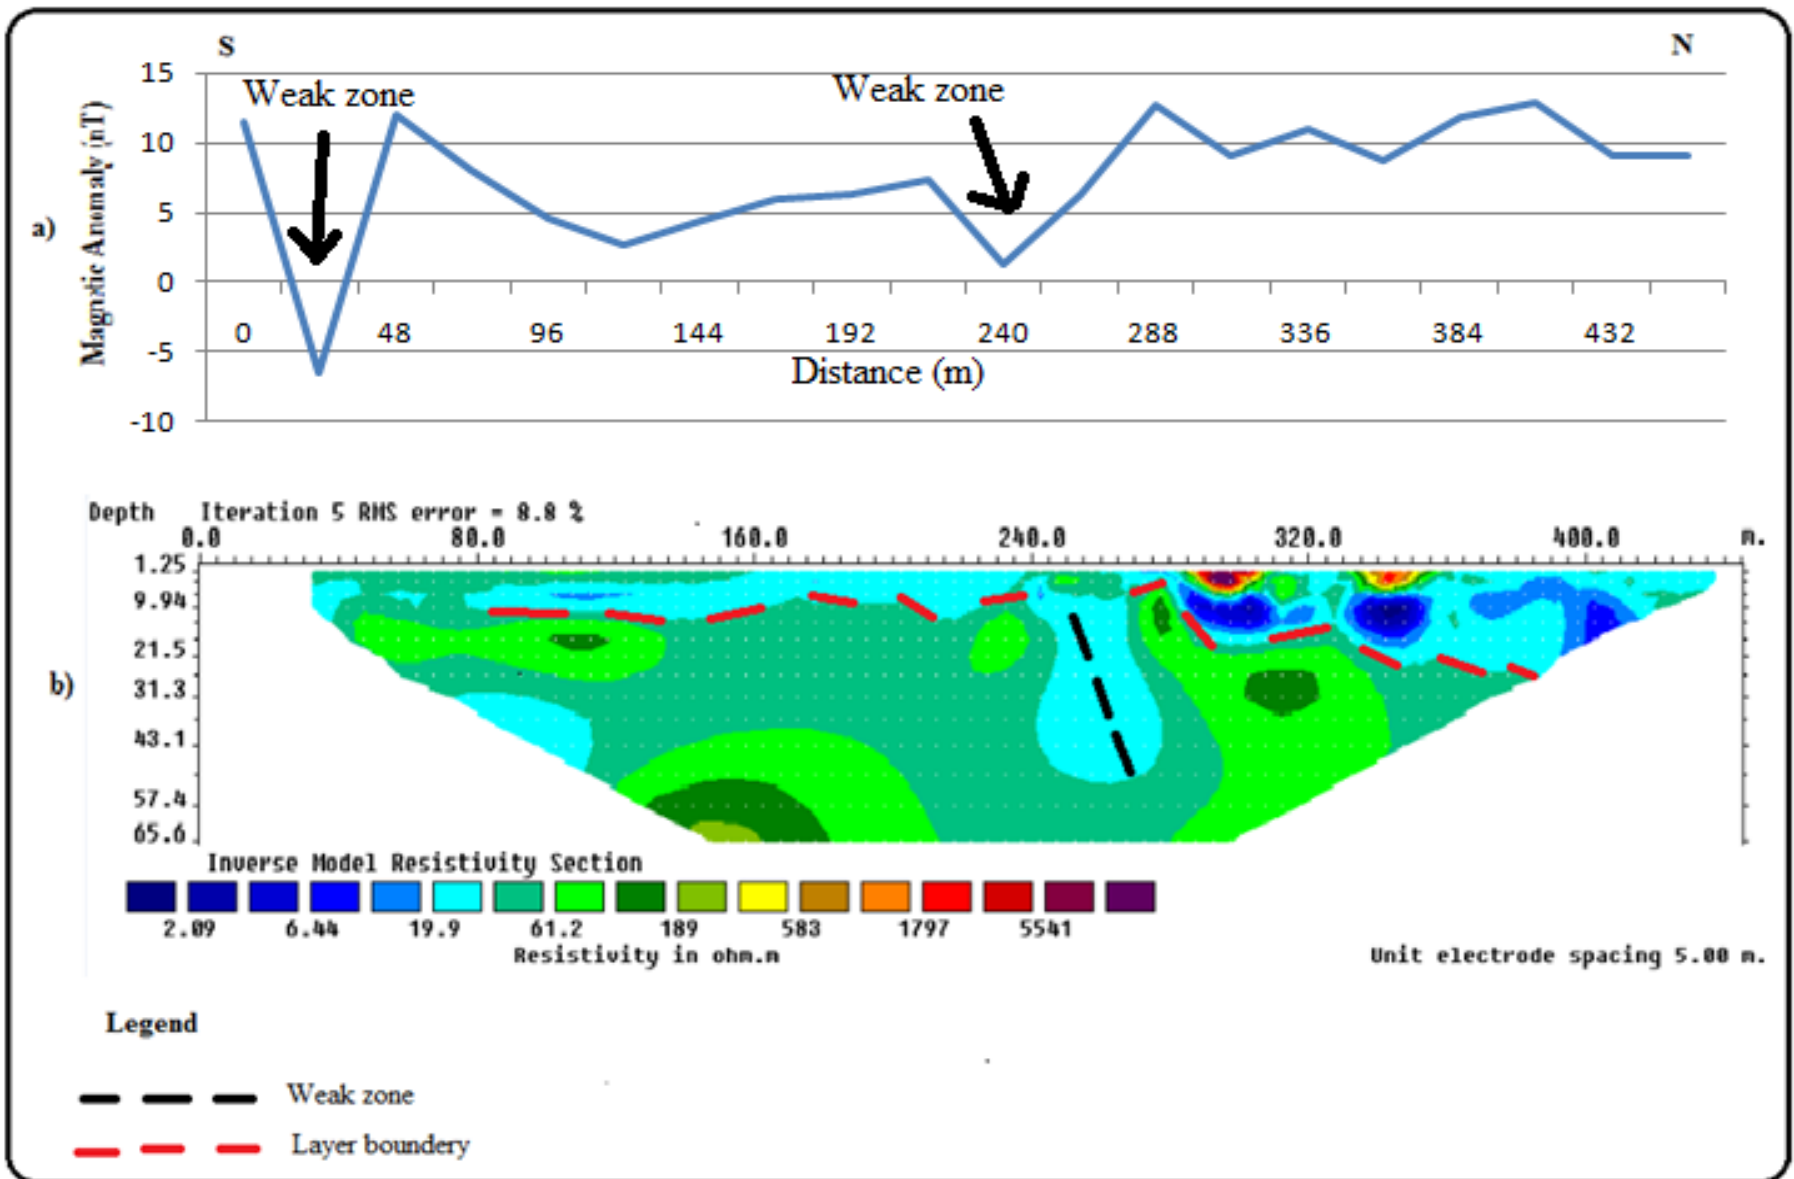 S N
15
Weak zone Weak zone
10
5
0
-5
-10
a)
Magnetic Anomaly (nT)
0 48 96 144 192 240 288 336 384 432
Distance (m)
Depth Iteration 5 RMS error = 8.8 %
0.0 80.0 160.0 240.0 320.0 400.0 m.
1.25
9.94
21.5
31.3
43.1
57.4
65.6
b)
Inverse Model Resistivity Section
2.09 6.44 19.9 61.2 189 583 1797 5541
Resistivity in ohm.m Unit electrode spacing 5.00 m.
Legend
Weak zone
Layer boundery